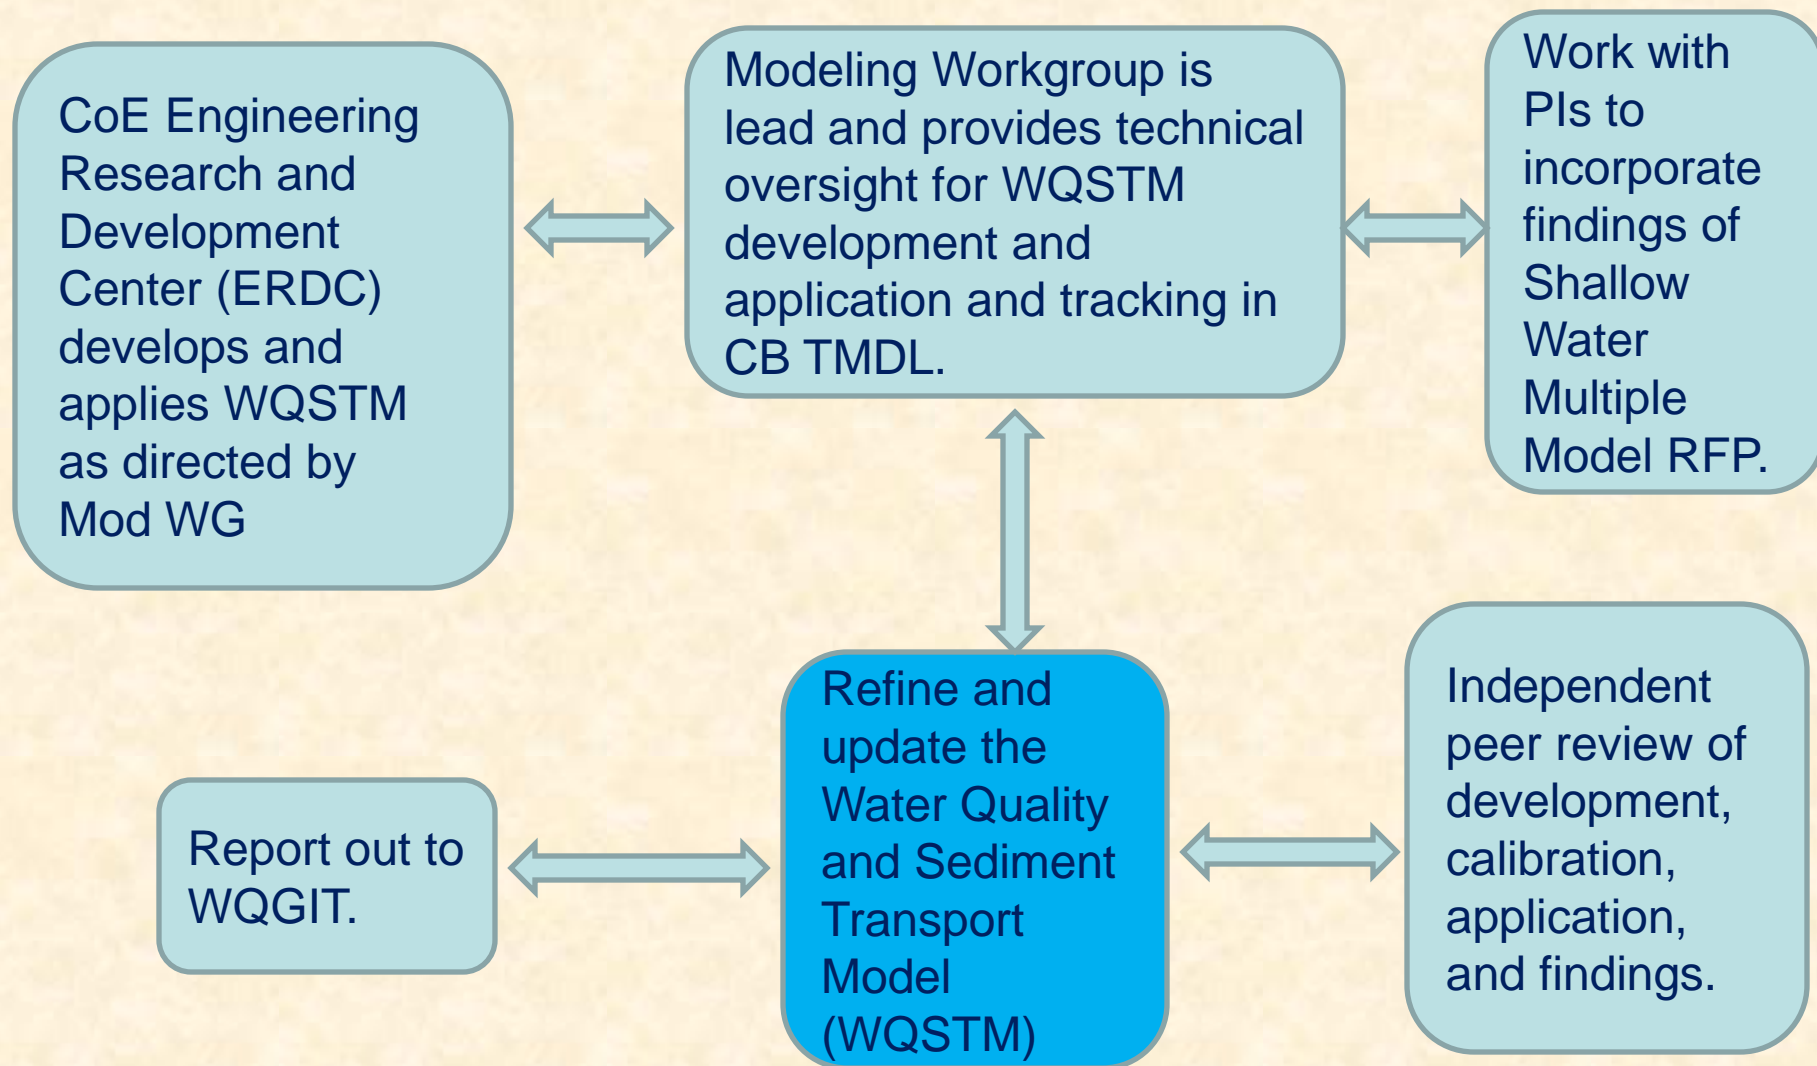 CoE Engineering
Research and
Development
Center (ERDC)
develops and
applies WQSTM
as directed by
Mod WG
Modeling Workgroup is
lead and provides technical
oversight for WQSTM
development and
application and tracking in
CB TMDL.
Work with
PIs to
incorporate
findings of
Shallow
Water
Multiple
Model RFP.
Report out to
WQGIT.
Refine and
update the
Water Quality
and Sediment
Transport
Model
(WQSTM)
Independent
peer review of
development,
calibration,
application,
and findings.